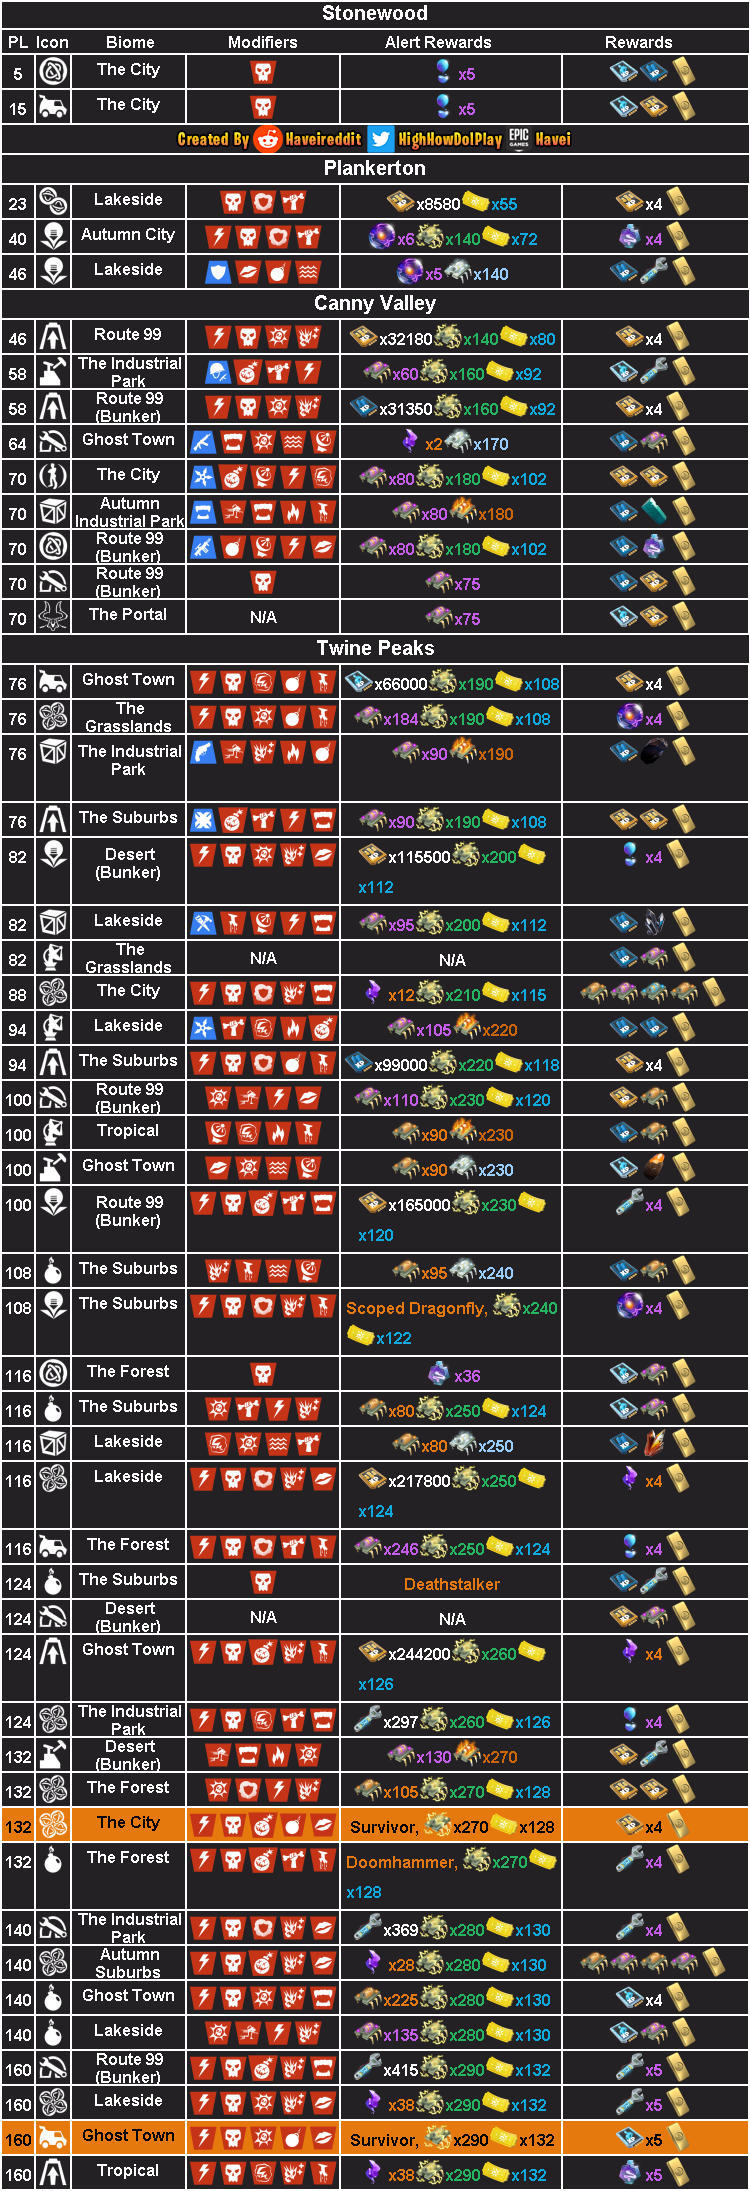 Stonewood
PL Icon Biome Modifiers Alert Rewards Rewards
5 The City x5
15 The City x5
Created By Haveireddit HighHowDoIPlay EPIC GAMES Havei
Plankerton
23 Lakeside x8580 x55 x4
40 Autumn City x6 x140 x72 x4
46 Lakeside x5 x140
Canny Valley
46 Route 99 x32180 x140 x80 x4
58 The Industrial Park x60 x160 x92
58 Route 99 (Bunker) x31350 x160 x92 x4
64 Ghost Town x2 x170
70 The City x80 x180 x102
70 Autumn Industrial Park x80 x180
70 Route 99 (Bunker) x80 x180 x102
70 Route 99 (Bunker) x75
70 The Portal N/A x75
Twine Peaks
76 Ghost Town x66000 x190 x108 x4
76 The Grasslands x184 x190 x108 x4
76 The Industrial Park x90 x190
76 The Suburbs x90 x190 x108
82 Desert (Bunker) x115500 x200 x112 x4
82 Lakeside x95 x200 x112
82 The Grasslands N/A N/A
88 The City x12 x210 x115
94 Lakeside x105 x220
94 The Suburbs x99000 x220 x118 x4
100 Route 99 (Bunker) x110 x230 x120
100 Tropical x90 x230
100 Ghost Town x90 x230
100 Route 99 (Bunker) x165000 x230 x120 x4
108 The Suburbs x95 x240
108 The Suburbs Scoped Dragonfly, x240 x122 x4
116 The Forest x36
116 The Suburbs x80 x250 x124
116 Lakeside x80 x250
116 Lakeside x217800 x250 x124 x4
116 The Forest x246 x250 x124 x4
124 The Suburbs Deathstalker
124 Desert (Bunker) N/A N/A
124 Ghost Town x244200 x260 x126 x4
124 The Industrial Park x297 x260 x126 x4
132 Desert (Bunker) x130 x270
132 The Forest x105 x270 x128
132 The City Survivor, x270 x128 x4
132 The Forest Doomhammer, x270 x128 x4
140 The Industrial Park x369 x280 x130 x4
140 Autumn Suburbs x28 x280 x130
140 Ghost Town x225 x280 x130 x4
140 Lakeside x135 x280 x130
160 Route 99 (Bunker) x415 x290 x132 x5
160 Lakeside x38 x290 x132 x5
160 Ghost Town Survivor, x290 x132 x5
160 Tropical x38 x290 x132 x5